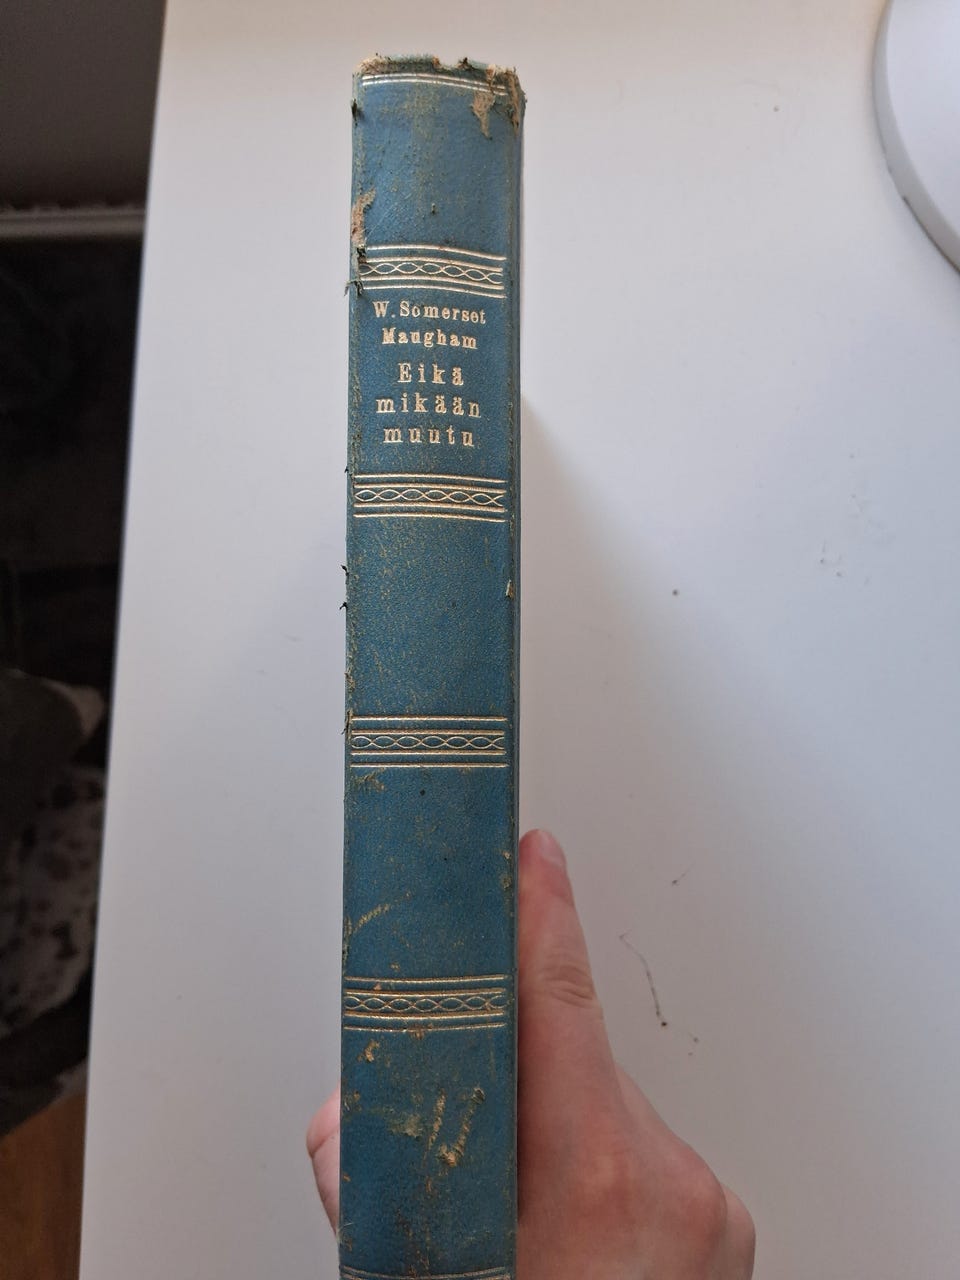 W. Somerset
Maugham
Eikä
mikään
muutu